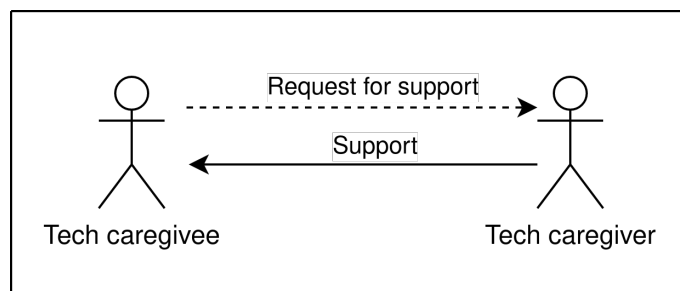 Request for support
Support
Tech caregivee
Tech caregiver